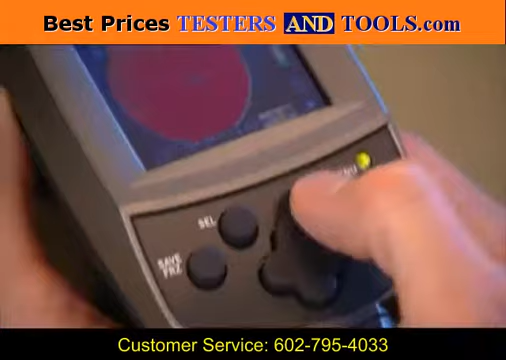 Best Prices TESTERS AND TOOLS.com
SEL
SAVE
FRZ
Customer Service: 602-795-4033